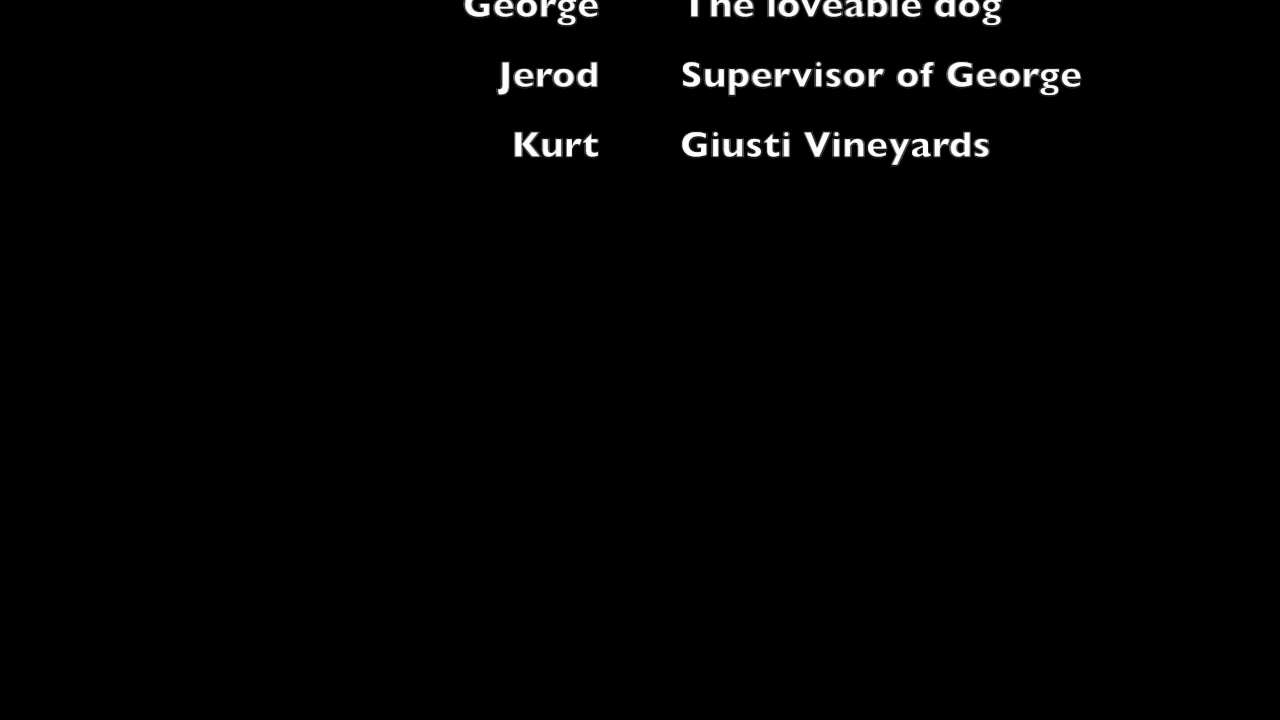 George The loveable dog
Jerod Supervisor of George
Kurt Giusti Vineyards